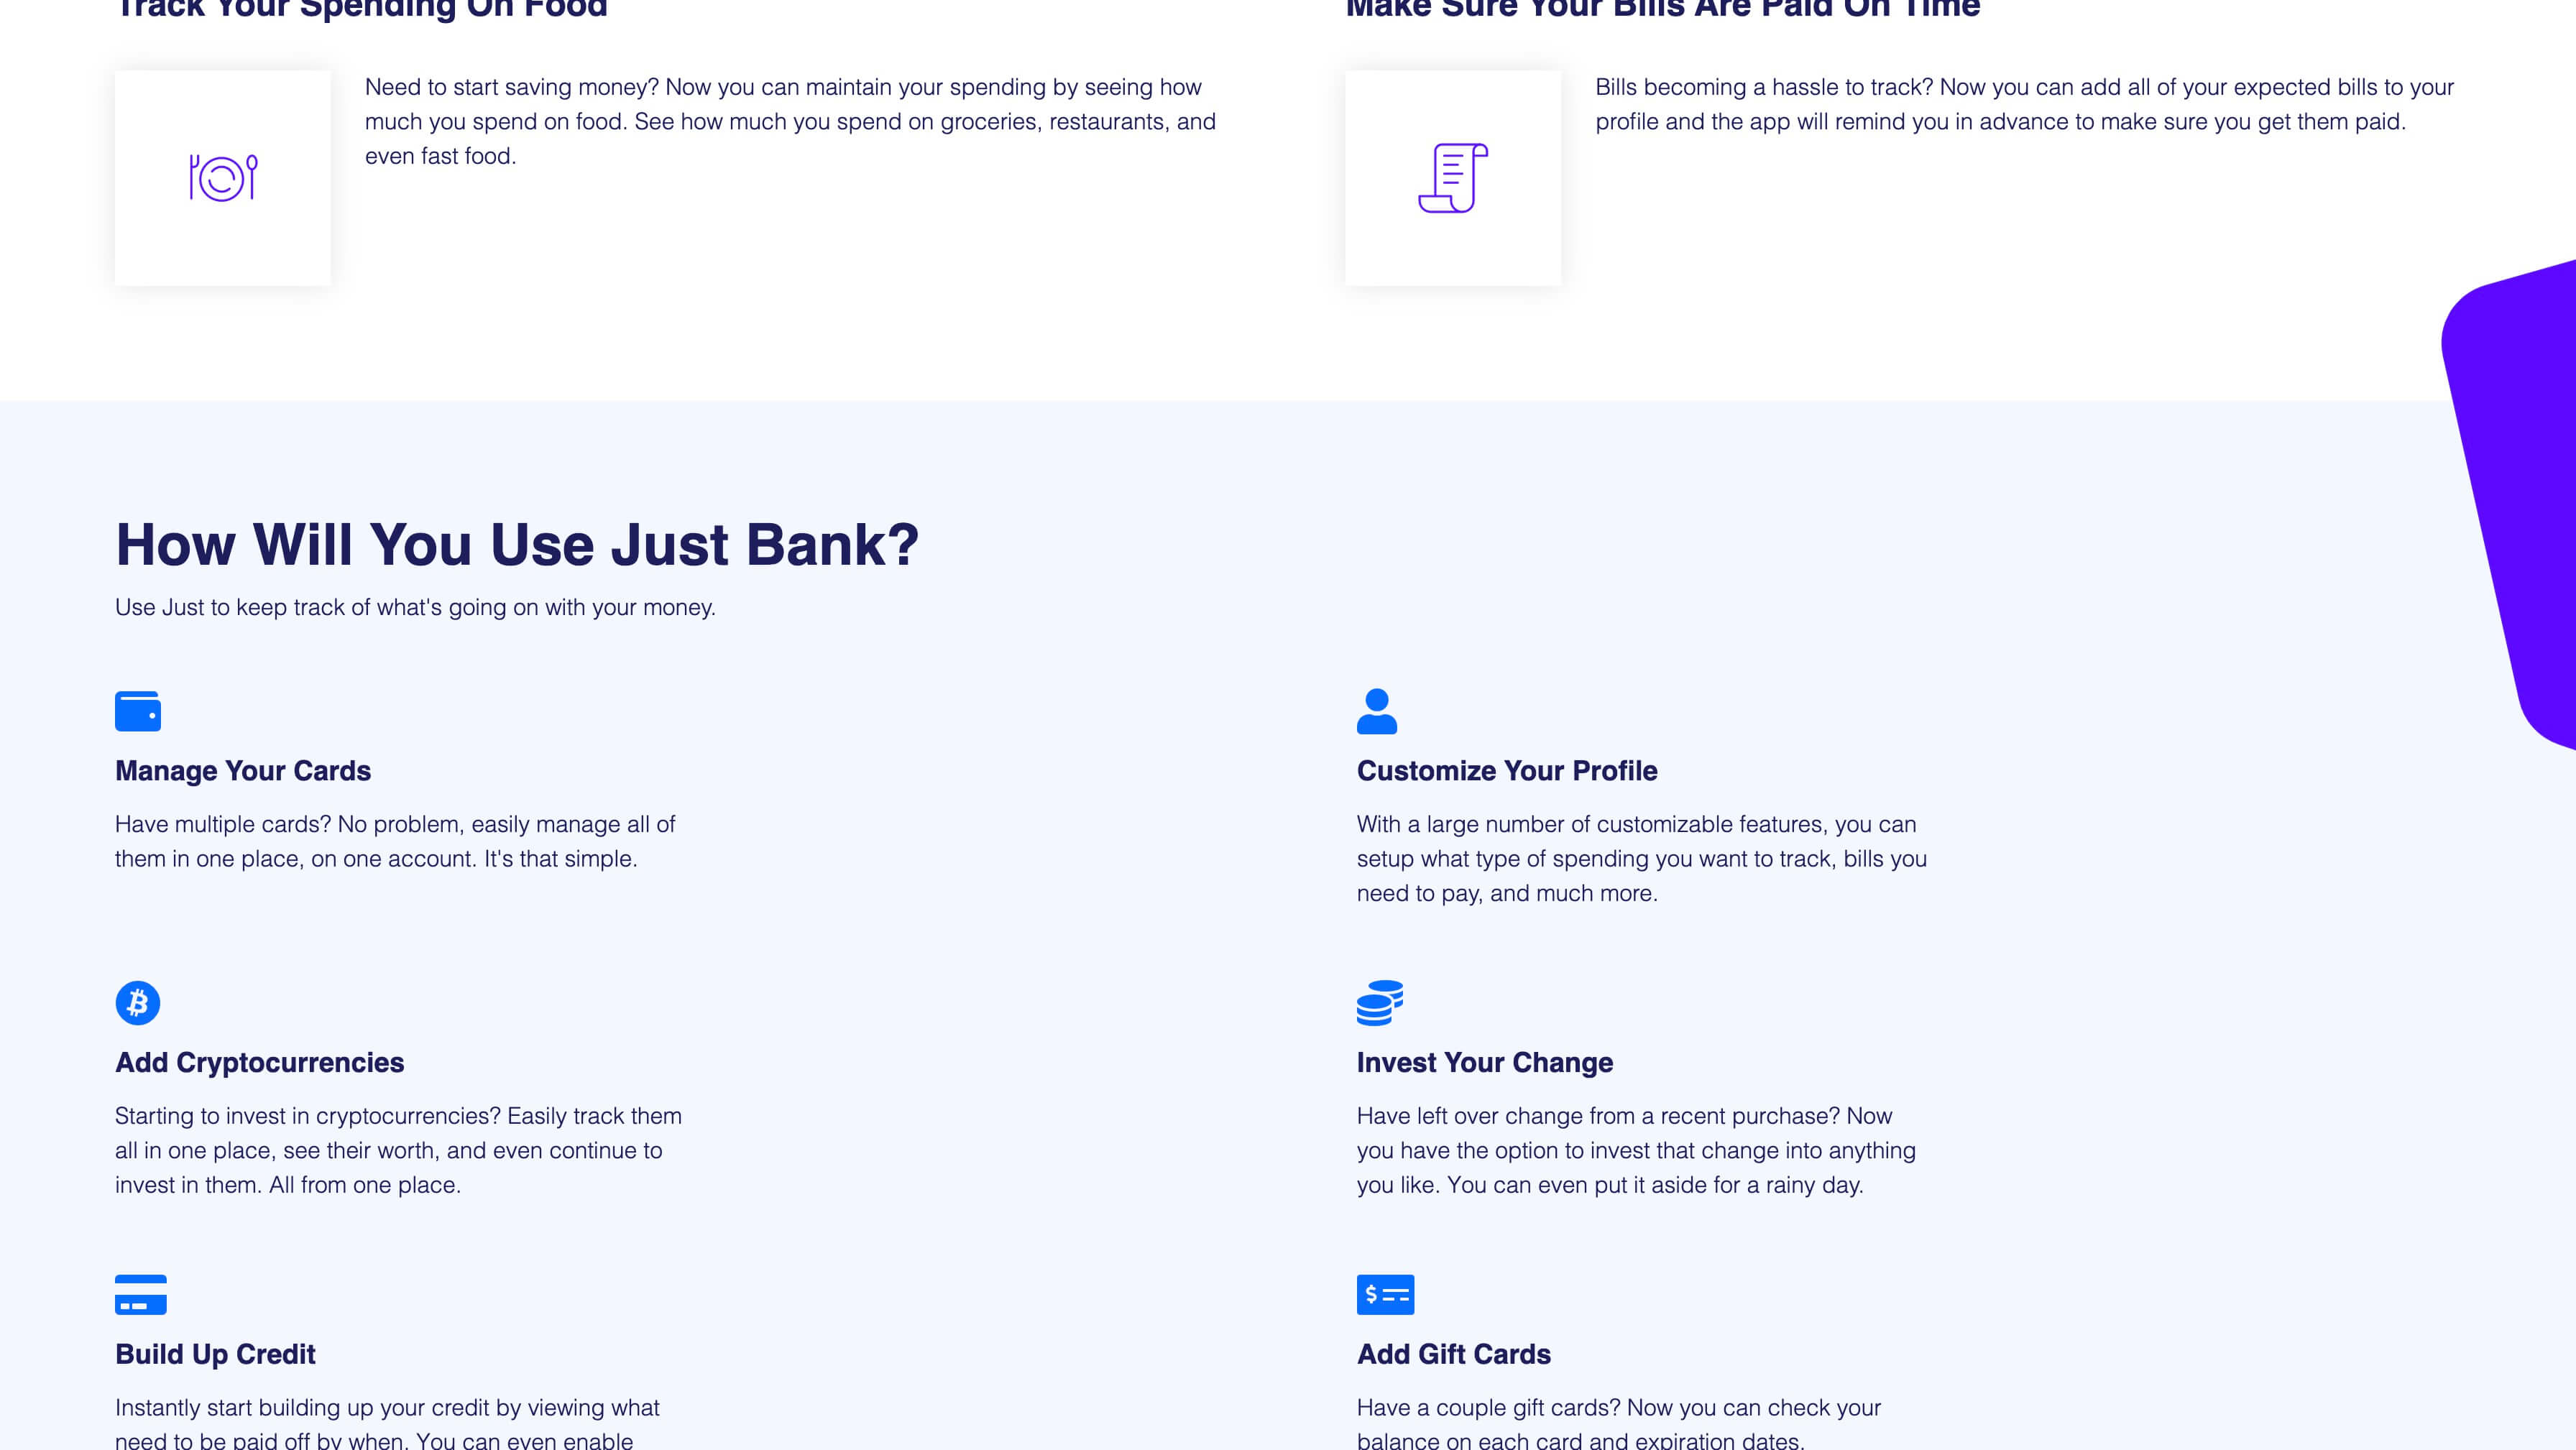 Track Your Spending On Food
Need to start saving money? Now you can maintain your spending by seeing how
much you spend on food. See how much you spend on groceries, restaurants, and
even fast food.
Make Sure Your Bills Are Paid On Time
Bills becoming a hassle to track? Now you can add all of your expected bills to your
profile and the app will remind you in advance to make sure you get them paid.
How Will You Use Just Bank?
Use Just to keep track of what's going on with your money.
Manage Your Cards
Have multiple cards? No problem, easily manage all of
them in one place, on one account. It's that simple.
Customize Your Profile
With a large number of customizable features, you can
setup what type of spending you want to track, bills you
need to pay, and much more.
Add Cryptocurrencies
Starting to invest in cryptocurrencies? Easily track them
all in one place, see their worth, and even continue to
invest in them. All from one place.
Invest Your Change
Have left over change from a recent purchase? Now
you have the option to invest that change into anything
you like. You can even put it aside for a rainy day.
Build Up Credit
Instantly start building up your credit by viewing what
need to be paid off by when. You can even enable
Add Gift Cards
Have a couple gift cards? Now you can check your
balance on each card and expiration dates.